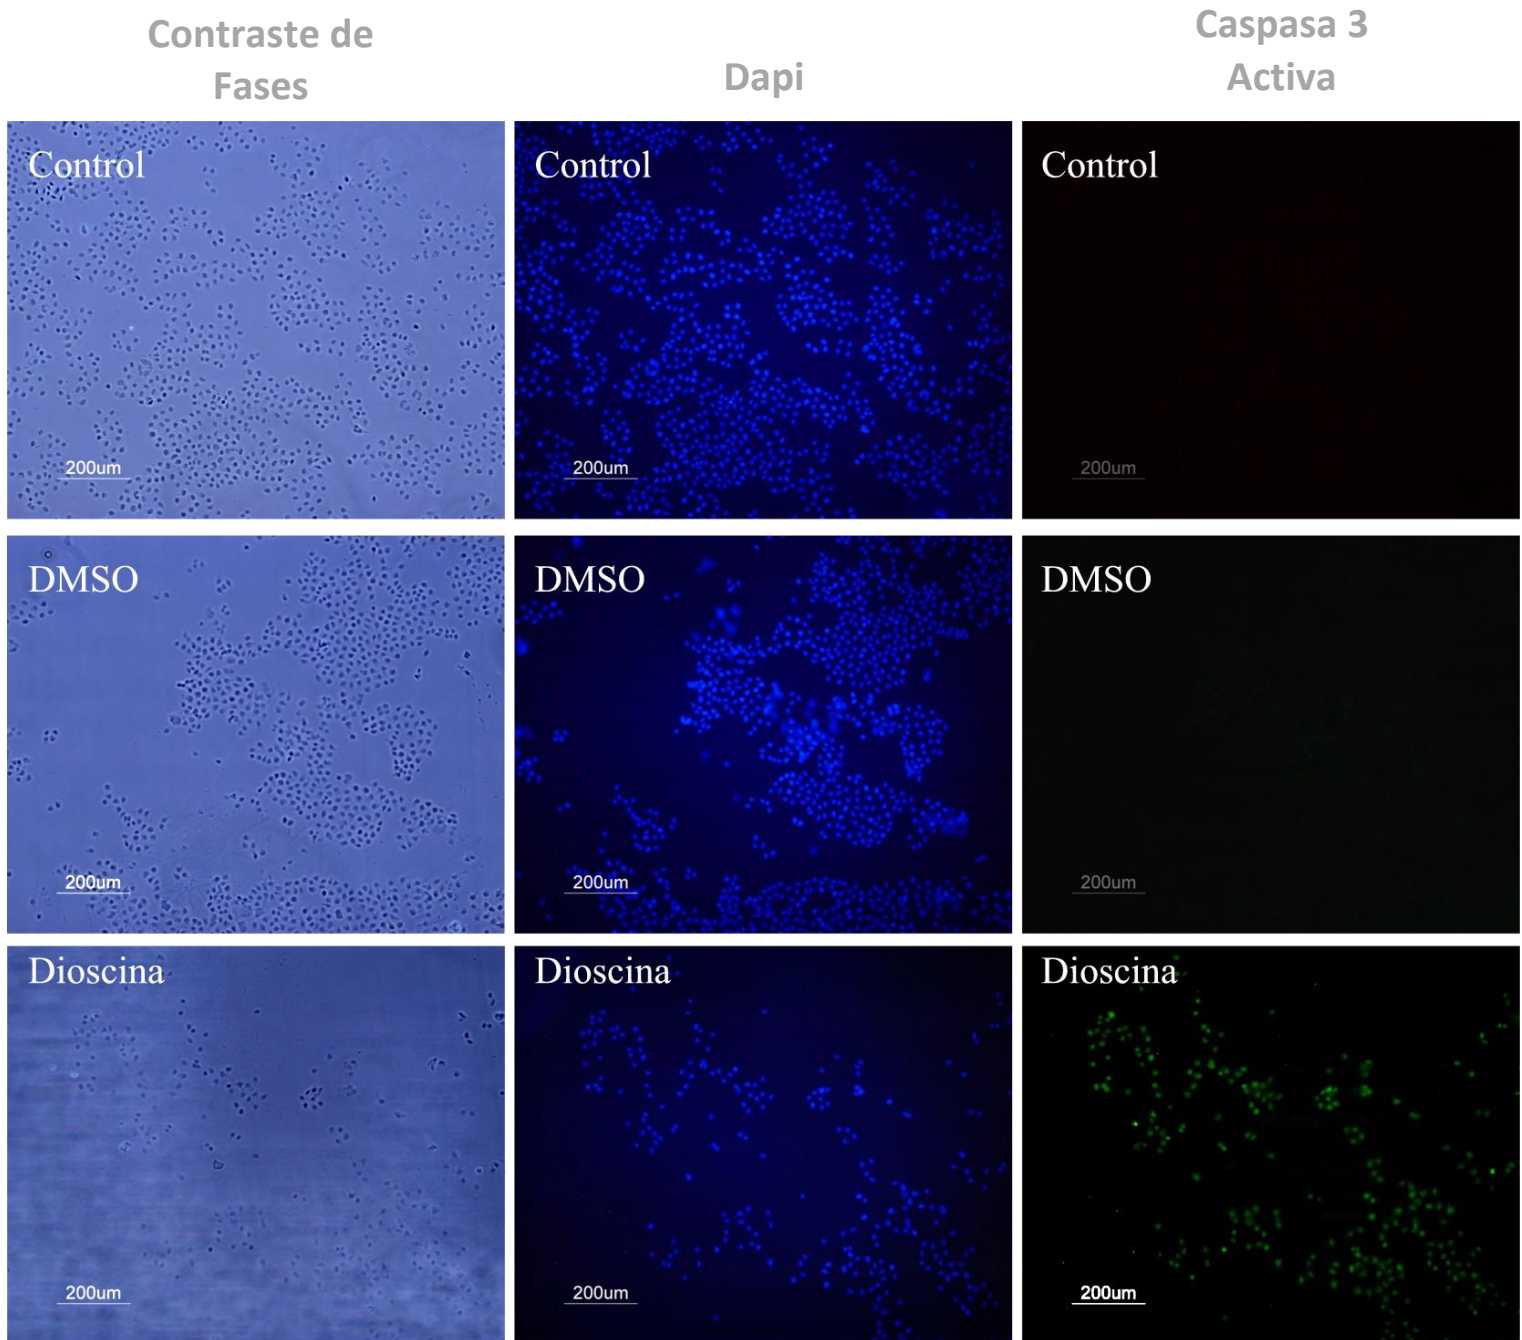 Contraste de
Fases
Dapi
Caspasa 3
Activa
Control
200um
Control
200um
Control
200um
DMSO
200um
DMSO
200um
DMSO
200um
Dioscina
200um
Dioscina
200um
Dioscina
200um